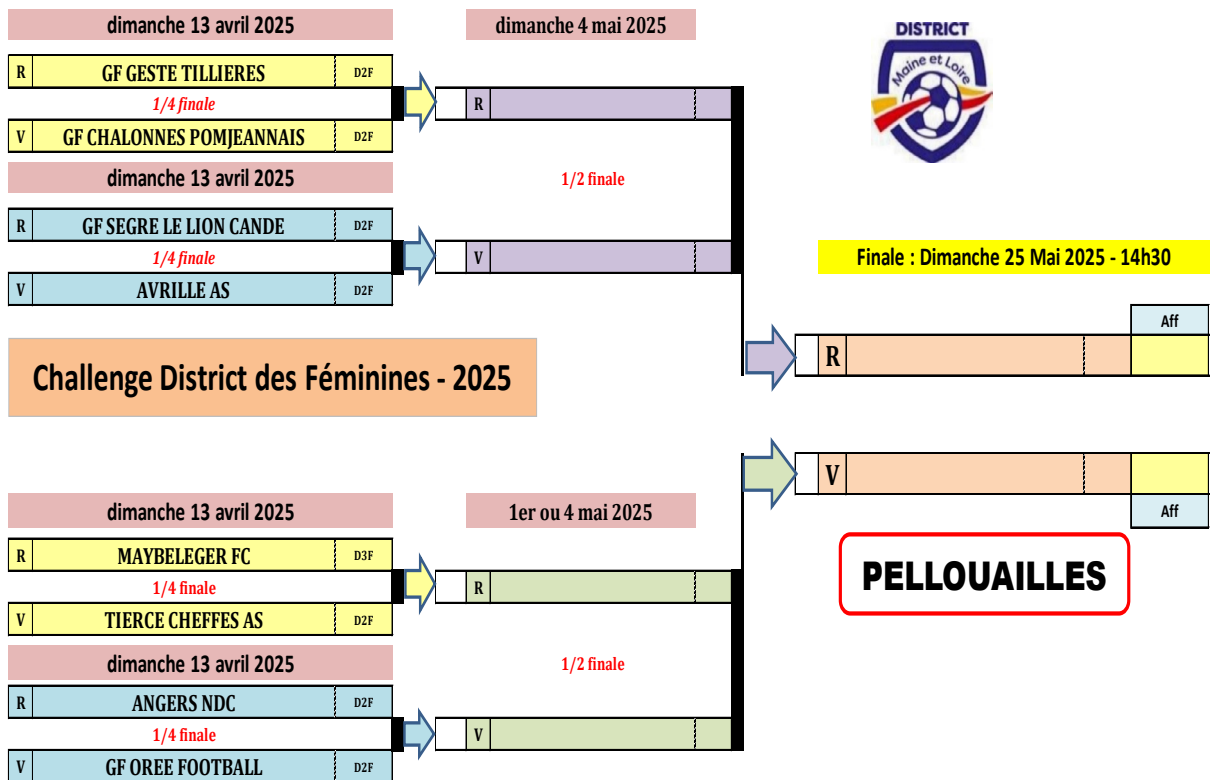 dimanche 13 avril 2025
dimanche 4 mai 2025
DISTRICT
Maine et Loire
R GF GESTE TILLIERES D2F
1/4 finale
V GF CHALONNES POMJEANNAIS D2F
R
dimanche 13 avril 2025
1/2 finale
R GF SEGRE LE LION CANDE D2F
1/4 finale
V AVRILLE AS D2F
V
Finale : Dimanche 25 Mai 2025 - 14h30
Aff
R
Challenge District des Féminines - 2025
V
Aff
dimanche 13 avril 2025
1er ou 4 mai 2025
R MAYBELEGER FC D3F
1/4 finale
V TIERCE CHEFFES AS D2F
R
PELLOUAILLES
dimanche 13 avril 2025
1/2 finale
R ANGERS NDC D2F
1/4 finale
V GF OREE FOOTBALL D2F
V